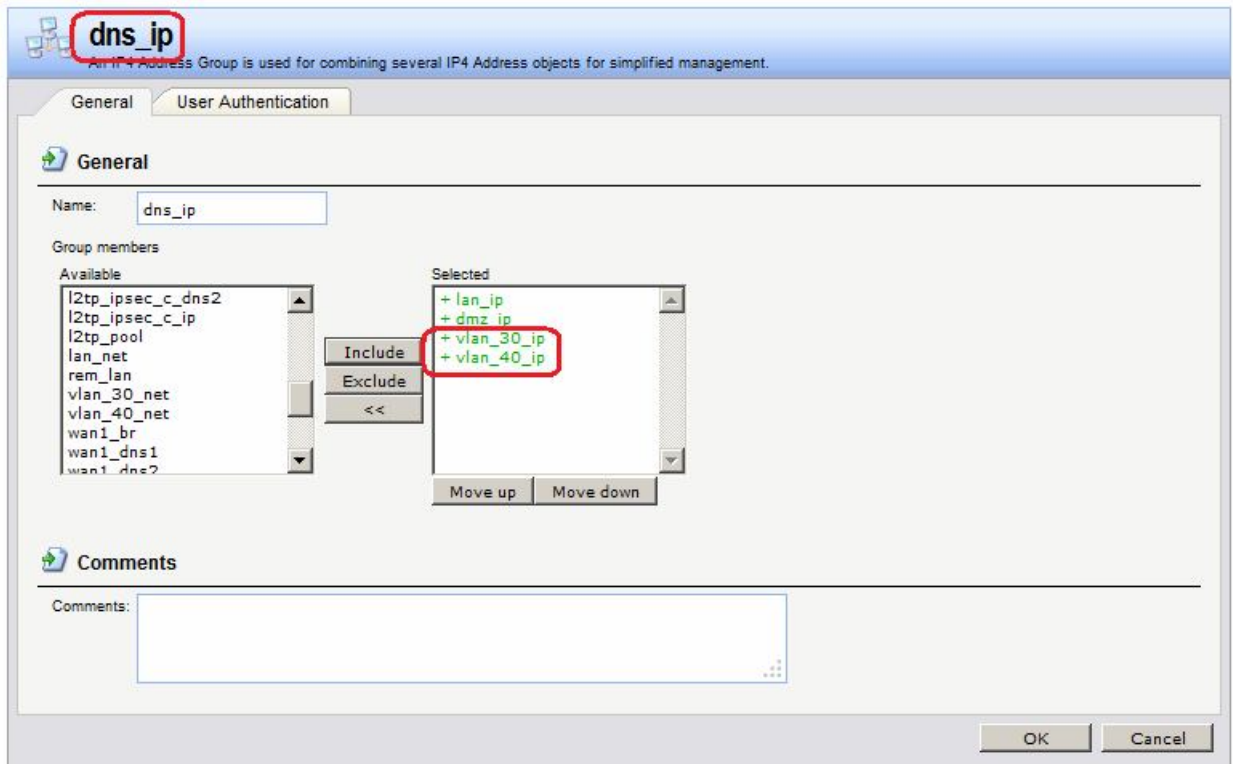 dns_ip
An IP4 Address Group is used for combining several IP4 Address objects for simplified management.
General User Authentication
General
Name: dns_ip
Group members
Available
l2tp_ipsec_c_dns2
l2tp_ipsec_c_ip
l2tp_pool
lan_net
rem_lan
vlan_30_net
vlan_40_net
wan1_br
wan1_dns1
wan1_dns2
Include
Exclude
<<
Selected
+ lan_ip
+ dmz_ip
+ vlan_30_ip
+ vlan_40_ip
Move up Move down
Comments
Comments:
OK Cancel